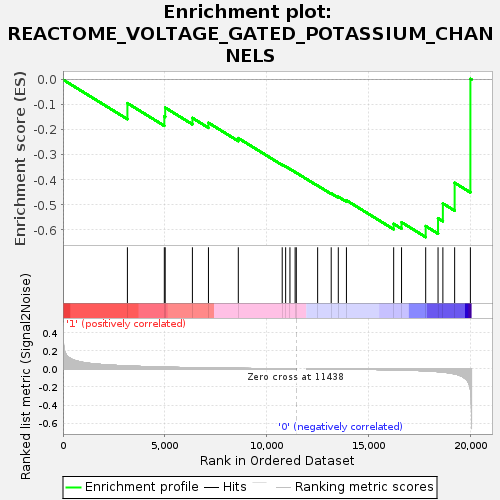 Enrichment plot:
REACTOME_VOLTAGE_GATED_POTASSIUM_CHAN
NELS
Enrichment score (ES)
0.0
-0.1
-0.2
-0.3
-0.4
-0.5
-0.6
'1' (positively correlated)
Ranked list metric (Signal2Noise)
0.4
0.2
0.0
-0.2
-0.4
-0.6
Zero cross at 11438
'0' (negatively correlated)
0
5,000
10,000
15,000
20,000
Rank in Ordered Dataset
Enrichment profile
Hits
Ranking metric scores